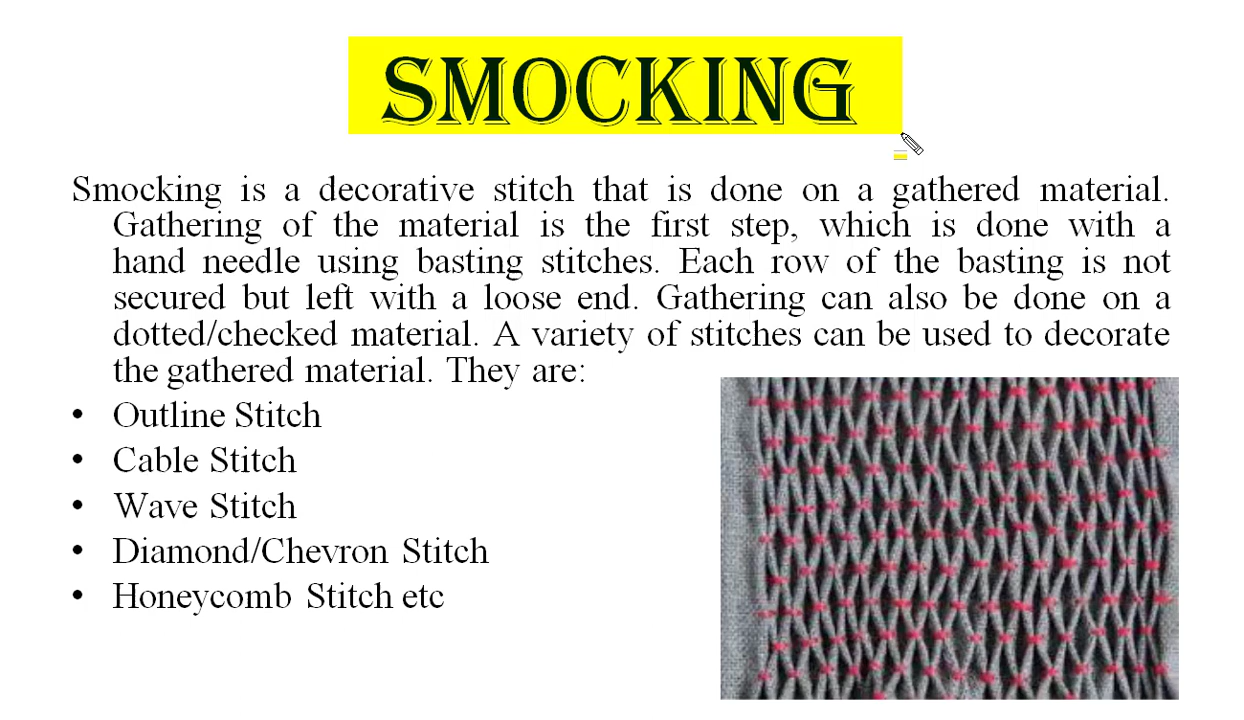 SMOCKING
Smocking is a decorative stitch that is done on a gathered material.
Gathering of the material is the first step, which is done with a
hand needle using basting stitches. Each row of the basting is not
secured but left with a loose end. Gathering can also be done on a
dotted/checked material. A variety of stitches can be used to decorate
the gathered material. They are:
• Outline Stitch
• Cable Stitch
• Wave Stitch
• Diamond/Chevron Stitch
• Honeycomb Stitch etc